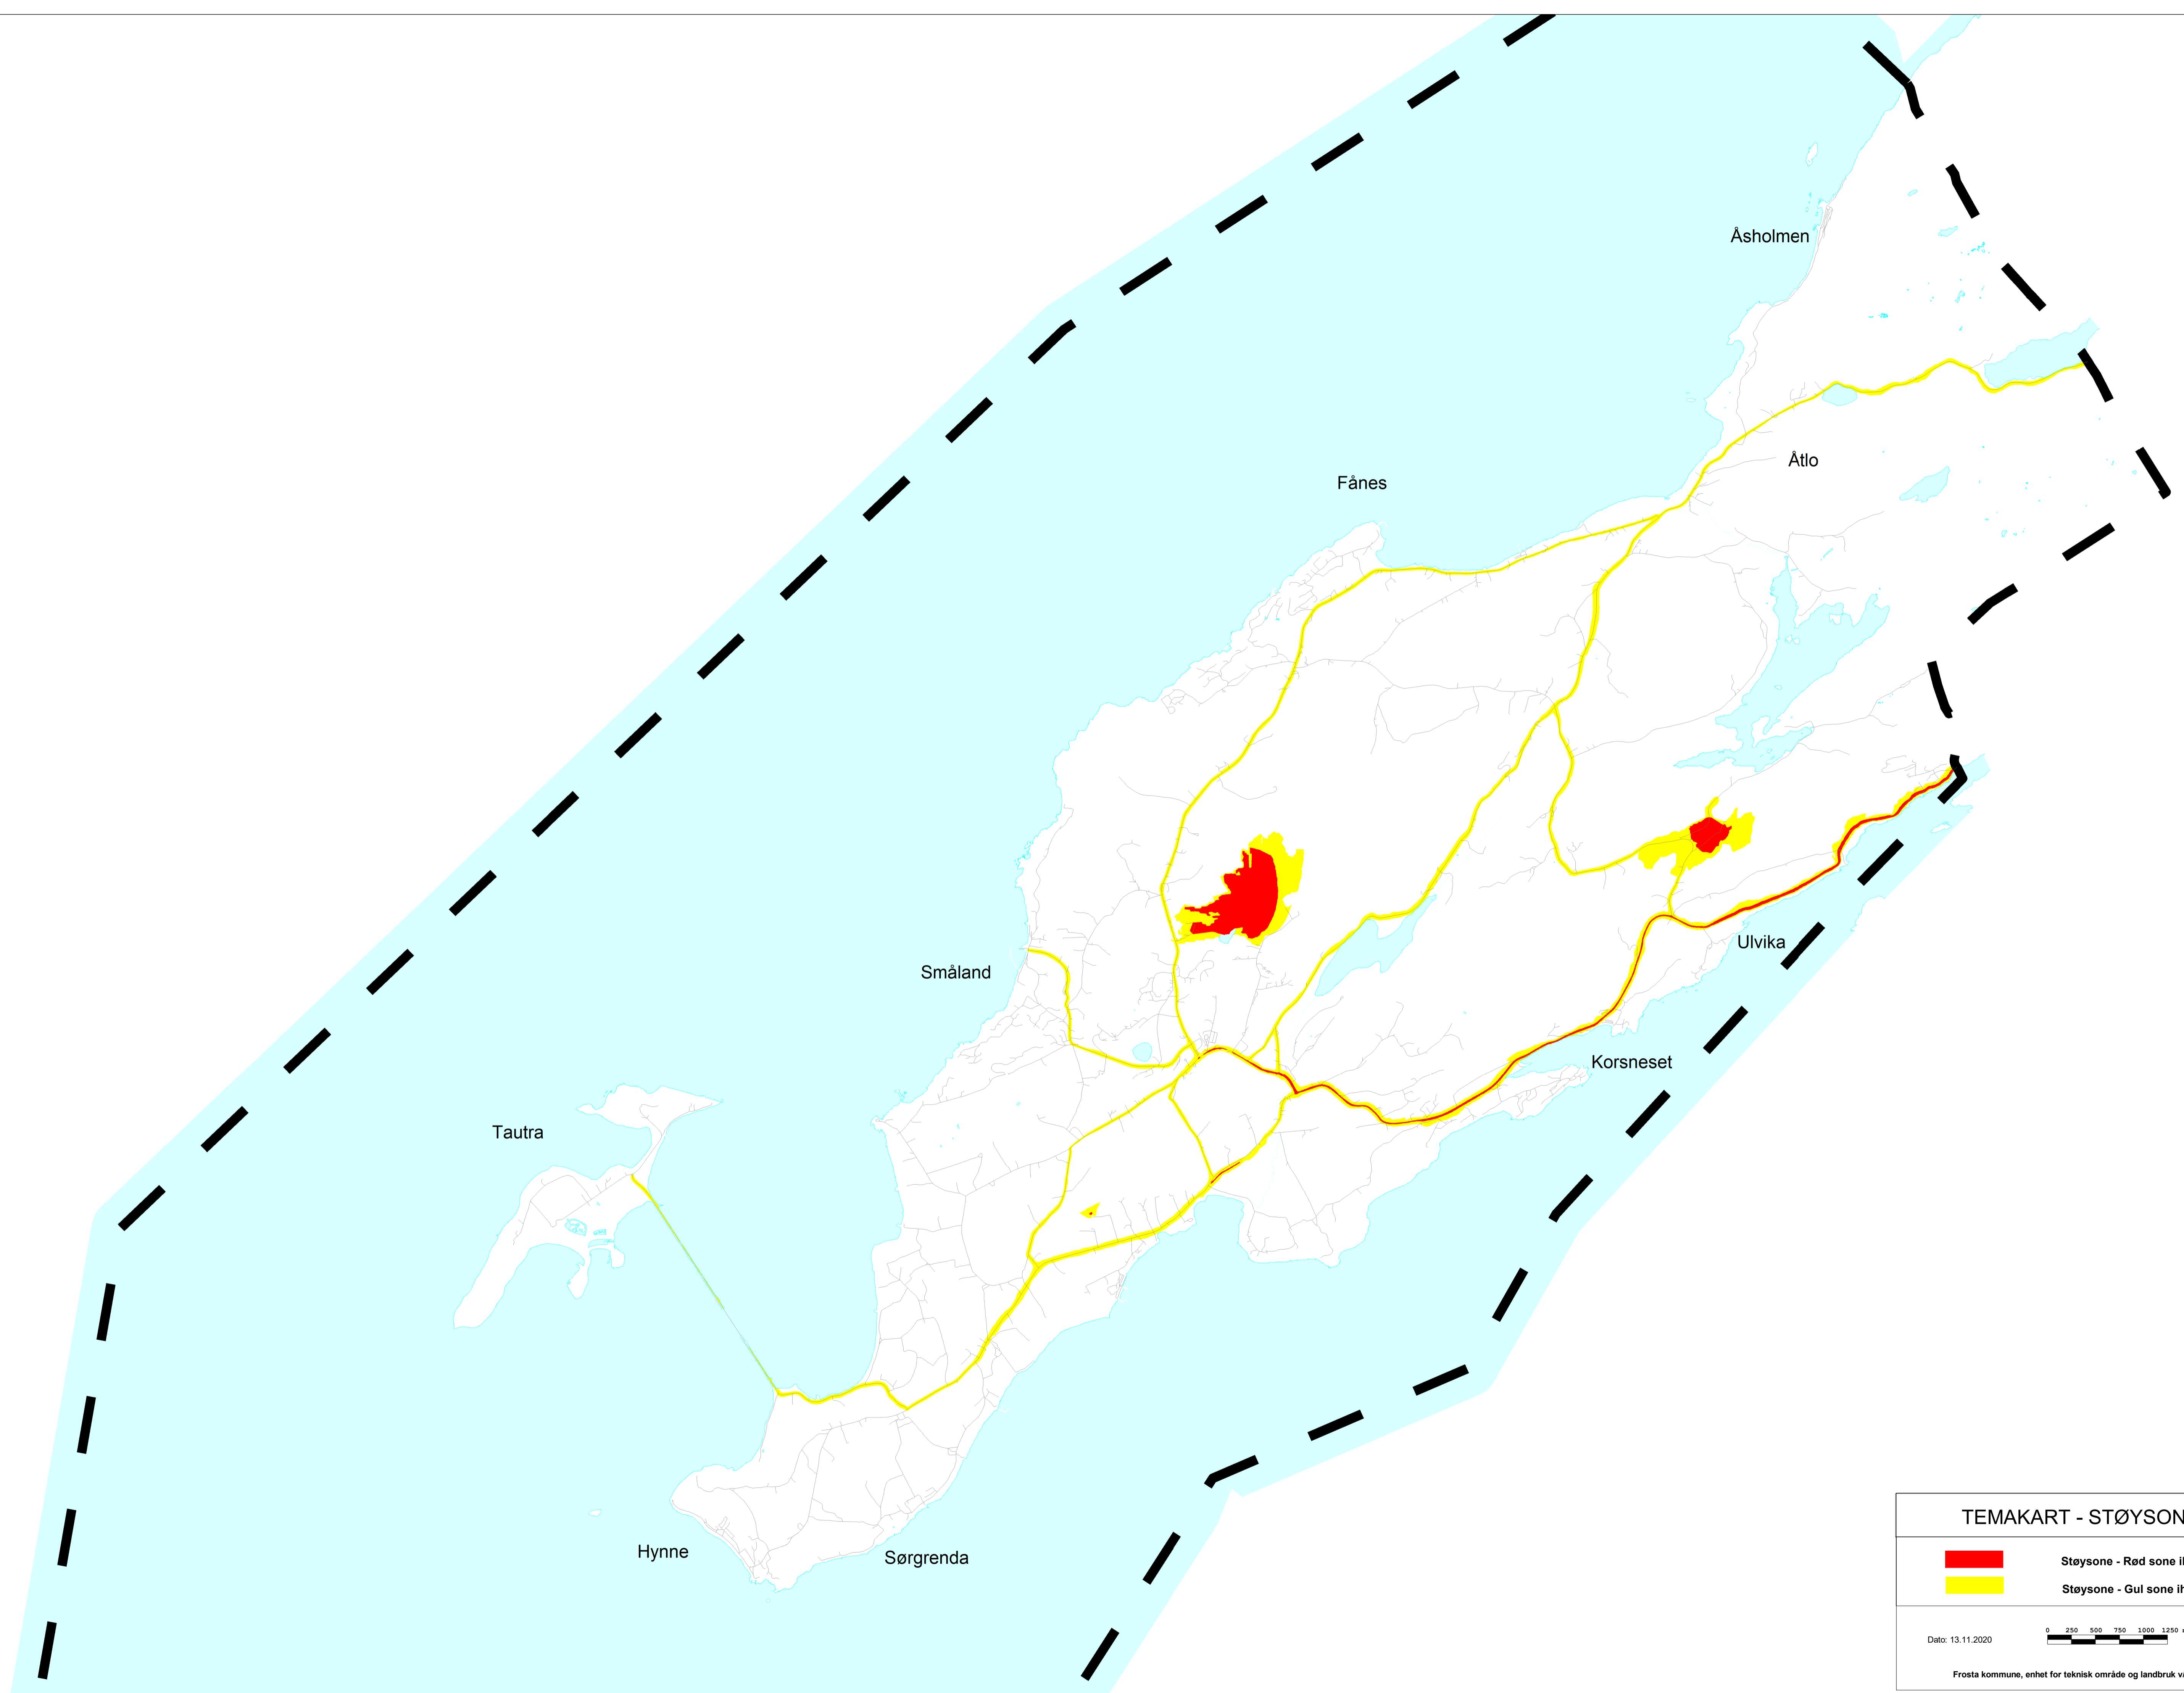 Åsholmen
Åtlo
Fånes
Ulvika
Småland
Korsneset
Tautra
Hynne
Sørgrenda
TEMAKART - STØYSON
Støysone - Rød sone
Støysone - Gul sone
Dato: 13.11.2020
0 250 500 750 1000 1250
Frosta kommune, enhet for teknisk område og landbruk